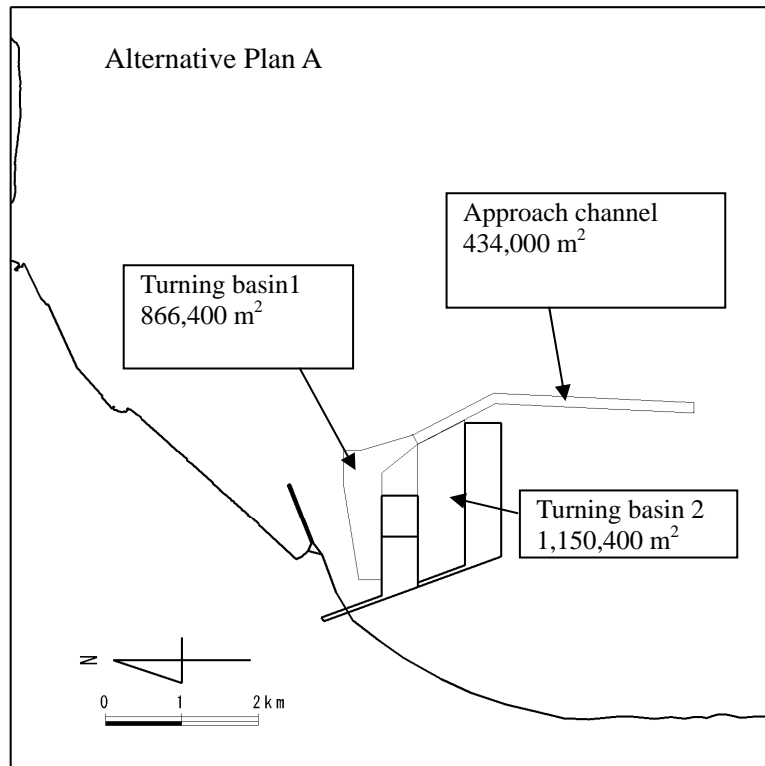 Alternative Plan A
Approach channel
434,000 m²
Turning basin1
866,400 m²
Turning basin 2
1,150,400 m²
N
0 1 2km